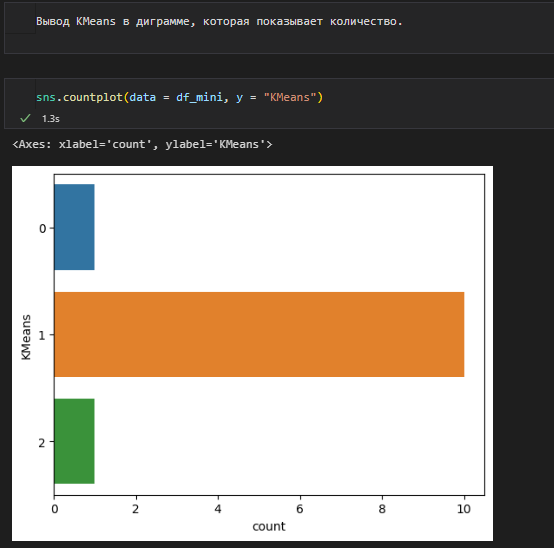 Вывод KMeans в диграмме, которая показывает количество.
sns.countplot(data = df_mini, y = "KMeans")
1.3s
<Axes: xlabel='count', ylabel='KMeans'>
0
1
2
KMeans
0 2 4 6 8 10
count